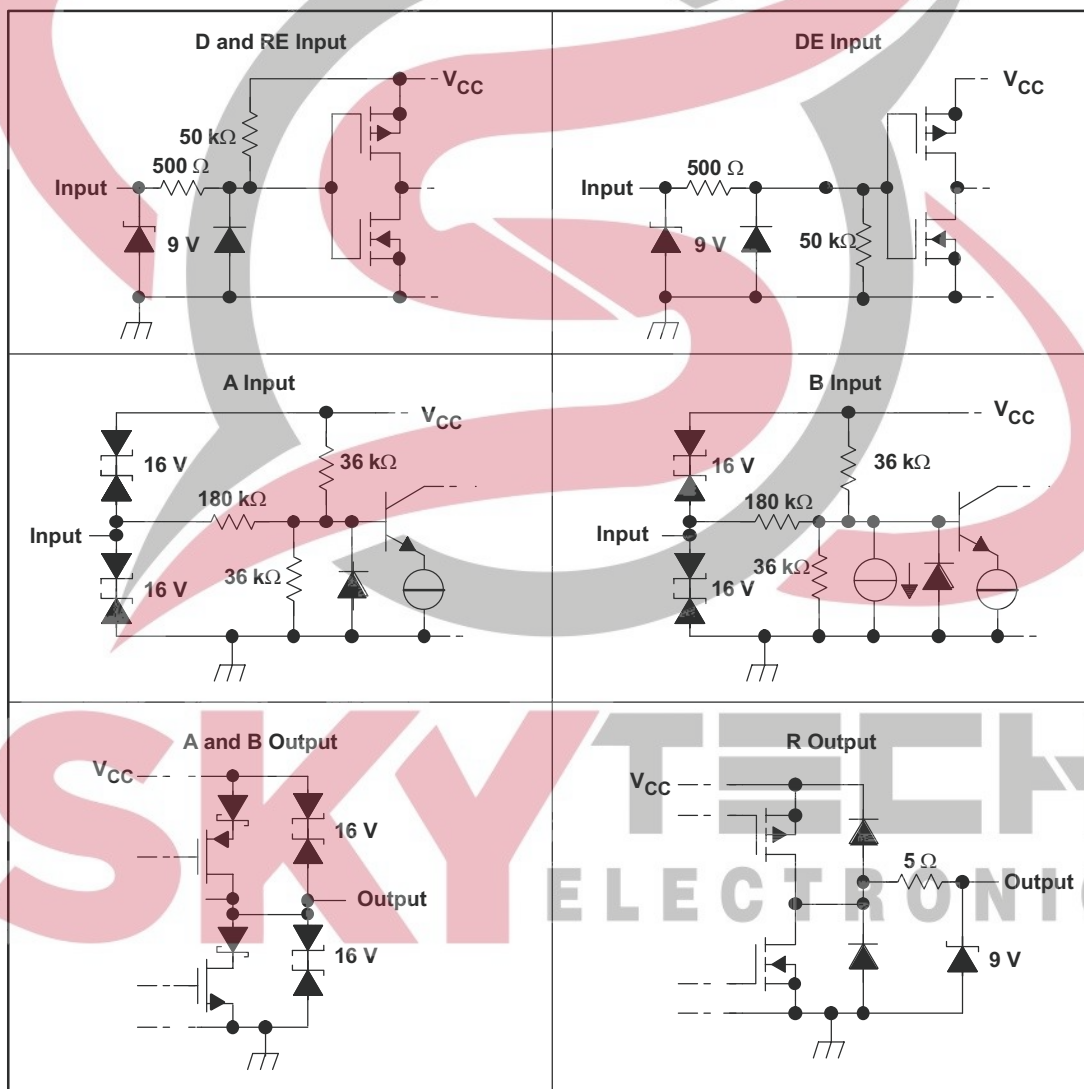 D and RE Input
V_CC
50 kΩ
500 Ω
Input
9 V
DE Input
V_CC
500 Ω
Input
9 V
50 kΩ
A Input
V_CC
16 V
36 kΩ
180 kΩ
Input
36 kΩ
16 V
B Input
V_CC
16 V
36 kΩ
180 kΩ
Input
36 kΩ
16 V
A and B Output
V_CC
16 V
Output
16 V
R Output
V_CC
5 Ω
Output
9 V
SKY TECH
ELECTRONIC